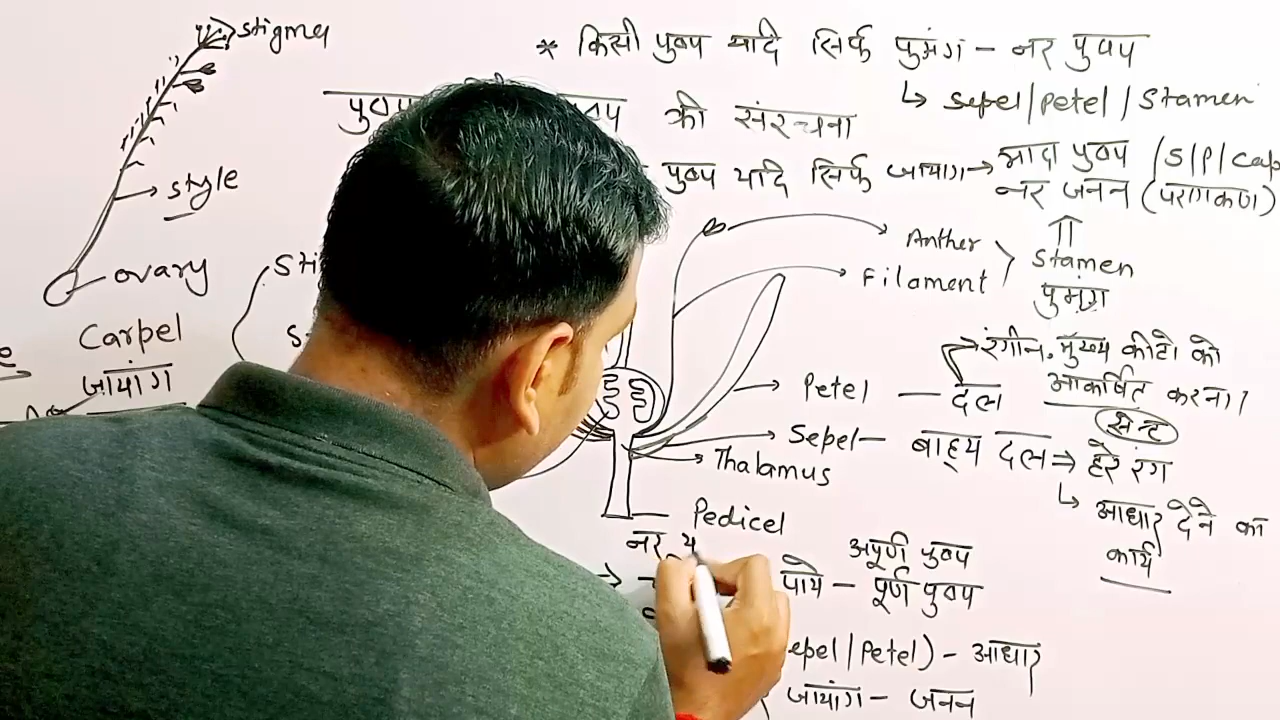 stigma
style
ovary
Carpel
जायांग
* किसी पुष्प यदि सिर्फ पुमंग - नर पुष्प
↳ Sepel/Petel/Stamen
की संरचना
पुष्प यदि सिर्फ जायांग → मादा पुष्प /S/P/Cap
नर जनन (परागकण)
⇑
Anther
Filament
Stamen
पुमंग
→ रंगीन. मुख्य कीटो को
आकर्षित करना।
Petel — दल
सेन्ट
Sepel — बाह्य दल ⇒ हरे रंग
↳ आधार देने का
कार्य
Thalamus
Pedicel
नर
अपूर्ण पुष्प
पाये - पूर्ण पुष्प
epel/Petel) - आधार
जायांग - जनन